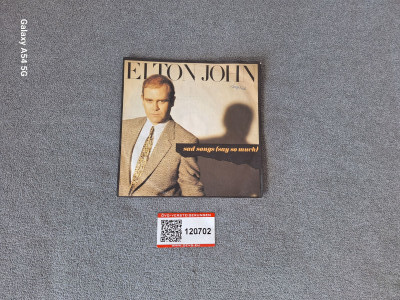 Galaxy A54 5G
ELTON JOHN
sad songs (say so much)
120702